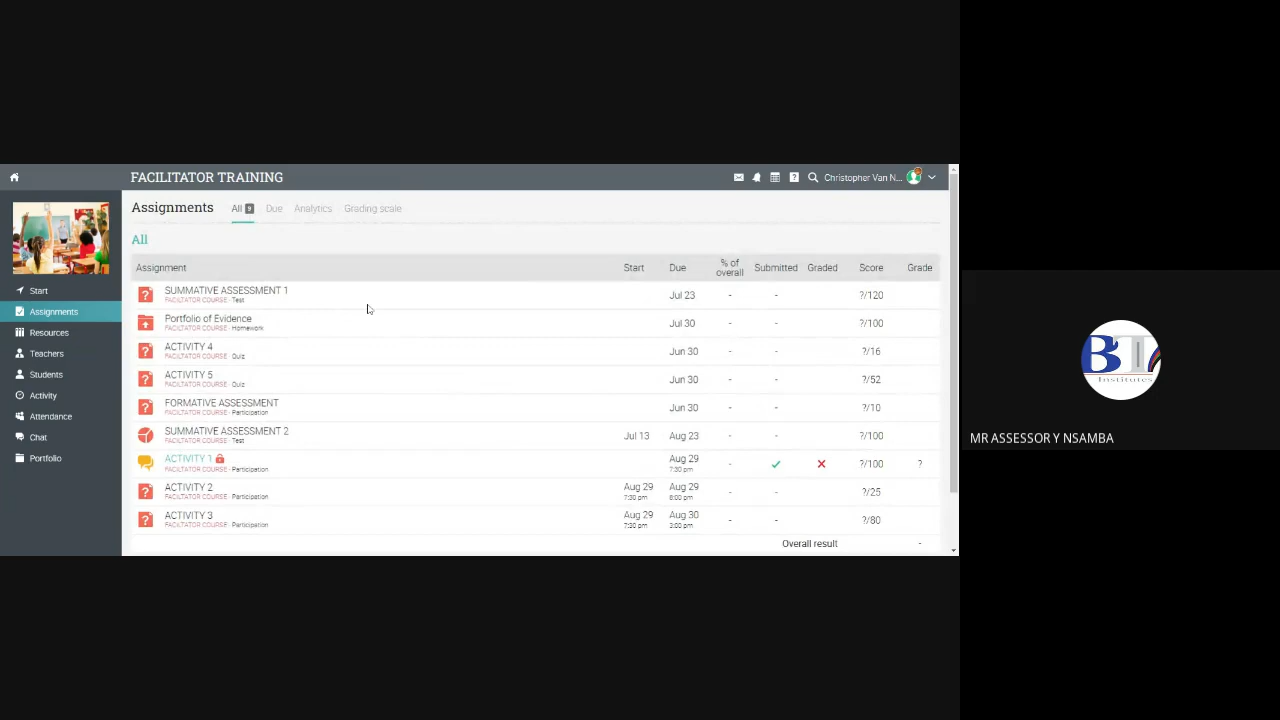 FACILITATOR TRAINING
Christopher Van N...
Assignments All 9 Due Analytics Grading scale
Start
Assignments
Resources
Teachers
Students
Activity
Attendance
Chat
Portfolio
All
Assignment Start Due % of overall Submitted Graded Score Grade
SUMMATIVE ASSESSMENT 1 Jul 23 - - ?/120
FACILITATOR COURSE · Test
Portfolio of Evidence Jul 30 - - ?/100
FACILITATOR COURSE · Homework
ACTIVITY 4 Jun 30 - - ?/16
FACILITATOR COURSE · Quiz
ACTIVITY 5 Jun 30 - - ?/52
FACILITATOR COURSE · Quiz
FORMATIVE ASSESSMENT Jun 30 - - ?/10
FACILITATOR COURSE · Participation
SUMMATIVE ASSESSMENT 2 Jul 13 Aug 23 - - ?/100
FACILITATOR COURSE · Test
ACTIVITY 1 Aug 29 - ✓ ✗ ?/100 ?
FACILITATOR COURSE · Participation 7:30 pm
ACTIVITY 2 Aug 29 Aug 29 - - ?/25
FACILITATOR COURSE · Participation 7:30 pm 8:00 pm
ACTIVITY 3 Aug 29 Aug 30 - - ?/80
FACILITATOR COURSE · Participation 7:30 pm 3:00 pm
Overall result -
BTI
Institutes
MR ASSESSOR Y NSAMBA